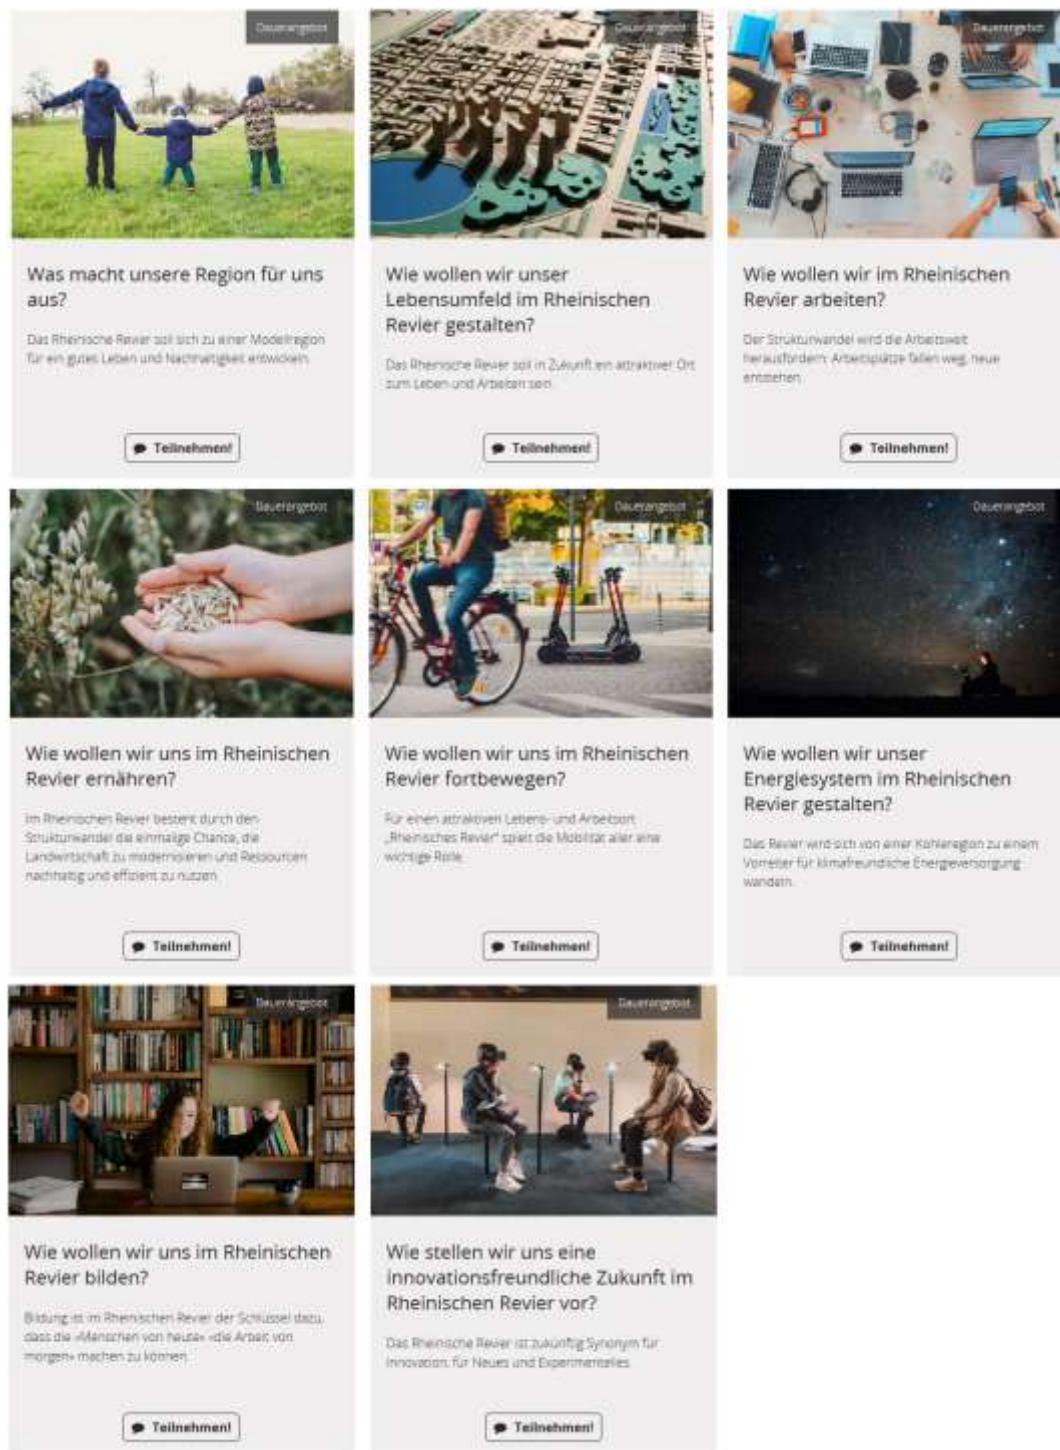 Dauerangebot
Was macht unsere Region für uns
aus?
Das Rheinische Revier soll sich zu einer Modellregion
für ein gutes Leben und Nachhaltigkeit entwickeln.
Teilnehmen!
Dauerangebot
Wie wollen wir unser
Lebensumfeld im Rheinischen
Revier gestalten?
Das Rheinische Revier soll in Zukunft ein attraktiver Ort
zum Leben und Arbeiten sein.
Teilnehmen!
Dauerangebot
Wie wollen wir im Rheinischen
Revier arbeiten?
Der Strukturwandel wird die Arbeitswelt
herausfordern: Arbeitsplätze fallen weg, neue
entstehen.
Teilnehmen!
Dauerangebot
Wie wollen wir uns im Rheinischen
Revier ernähren?
Im Rheinischen Revier besteht durch den
Strukturwandel die einmalige Chance, die
Landwirtschaft zu modernisieren und Ressourcen
nachhaltig und effizient zu nutzen.
Teilnehmen!
Dauerangebot
Wie wollen wir uns im Rheinischen
Revier fortbewegen?
Für einen attraktiven Lebens- und Arbeitsort
„Rheinisches Revier“ spielt die Mobilität aller eine
wichtige Rolle.
Teilnehmen!
Dauerangebot
Wie wollen wir unser
Energiesystem im Rheinischen
Revier gestalten?
Das Revier wird sich von einer Kohleregion zu einem
Vorreiter für klimafreundliche Energieversorgung
wandeln.
Teilnehmen!
Dauerangebot
Wie wollen wir uns im Rheinischen
Revier bilden?
Bildung ist im Rheinischen Revier der Schlüssel dazu,
dass die «Menschen von heute» «die Arbeit von
morgen» machen zu können.
Teilnehmen!
Dauerangebot
Wie stellen wir uns eine
innovationsfreundliche Zukunft im
Rheinischen Revier vor?
Das Rheinische Revier ist zukünftig Synonym für
Innovation, für Neues und Experimentelles.
Teilnehmen!